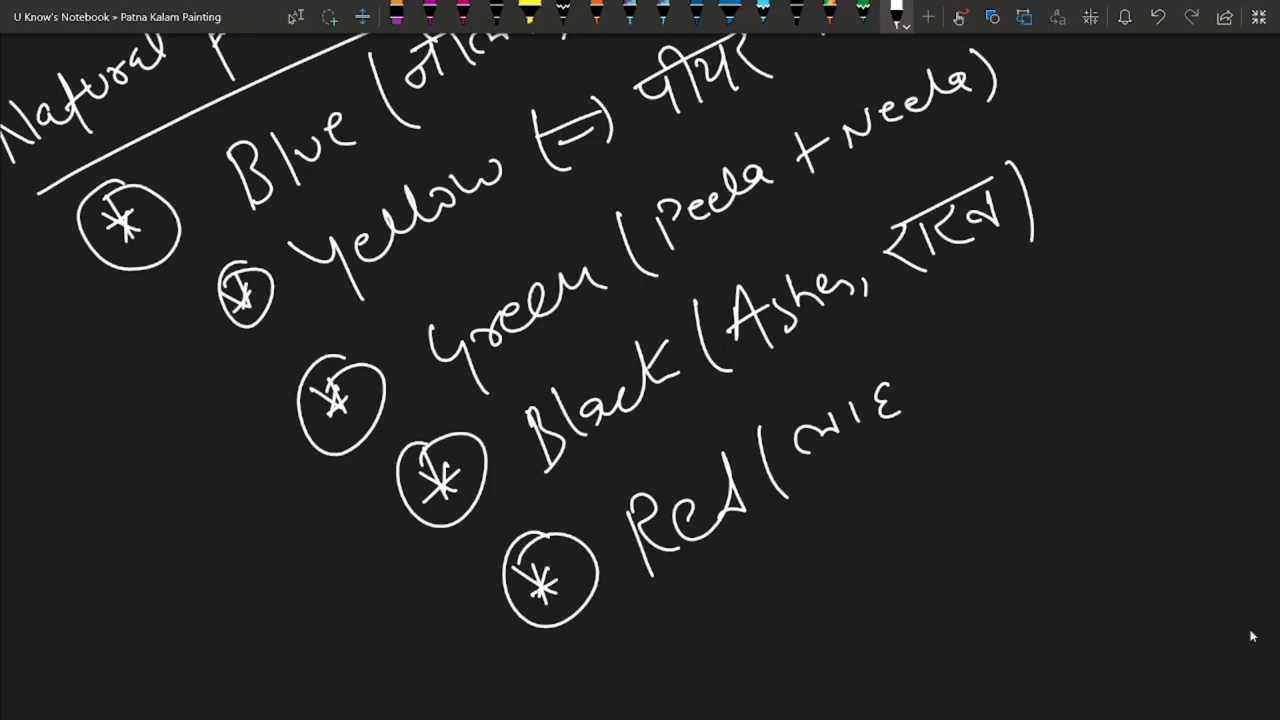 U Know's Notebook » Patna Kalam Painting
Natural
Blue (
Yellow (=) पीयर
Green (Peela + Neela)
Black (Ashes, राख)
Red (